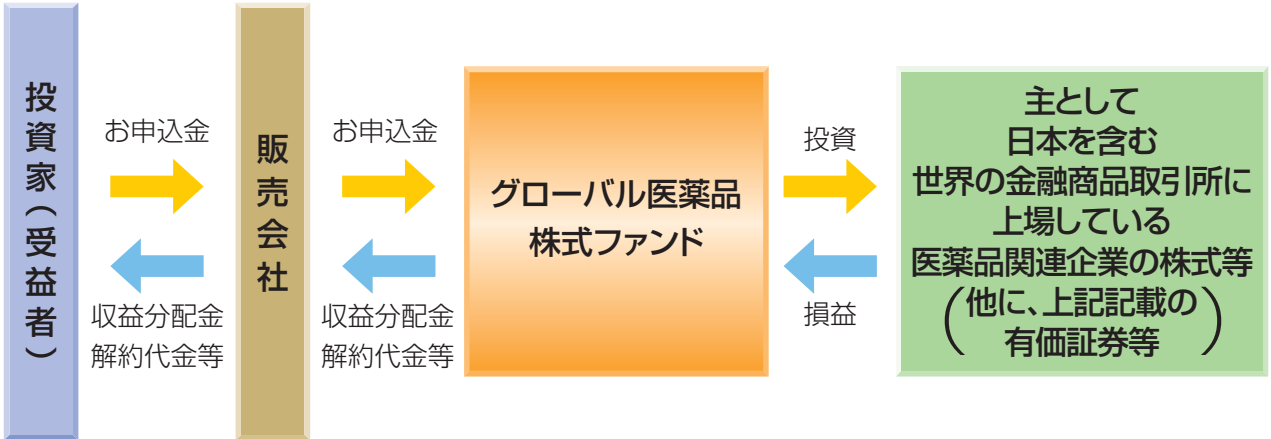 投資家（受益者）
お申込金
収益分配金
解約代金等
販売会社
お申込金
収益分配金
解約代金等
グローバル医薬品
株式ファンド
投資
損益
主として
日本を含む
世界の金融商品取引所に
上場している
医薬品関連企業の株式等
（他に、上記記載の
有価証券等）